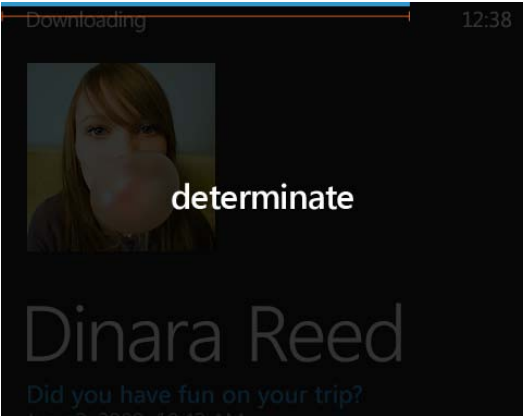 Downloading 12:38
determinate
Dinara Reed
Did you have fun on your trip?